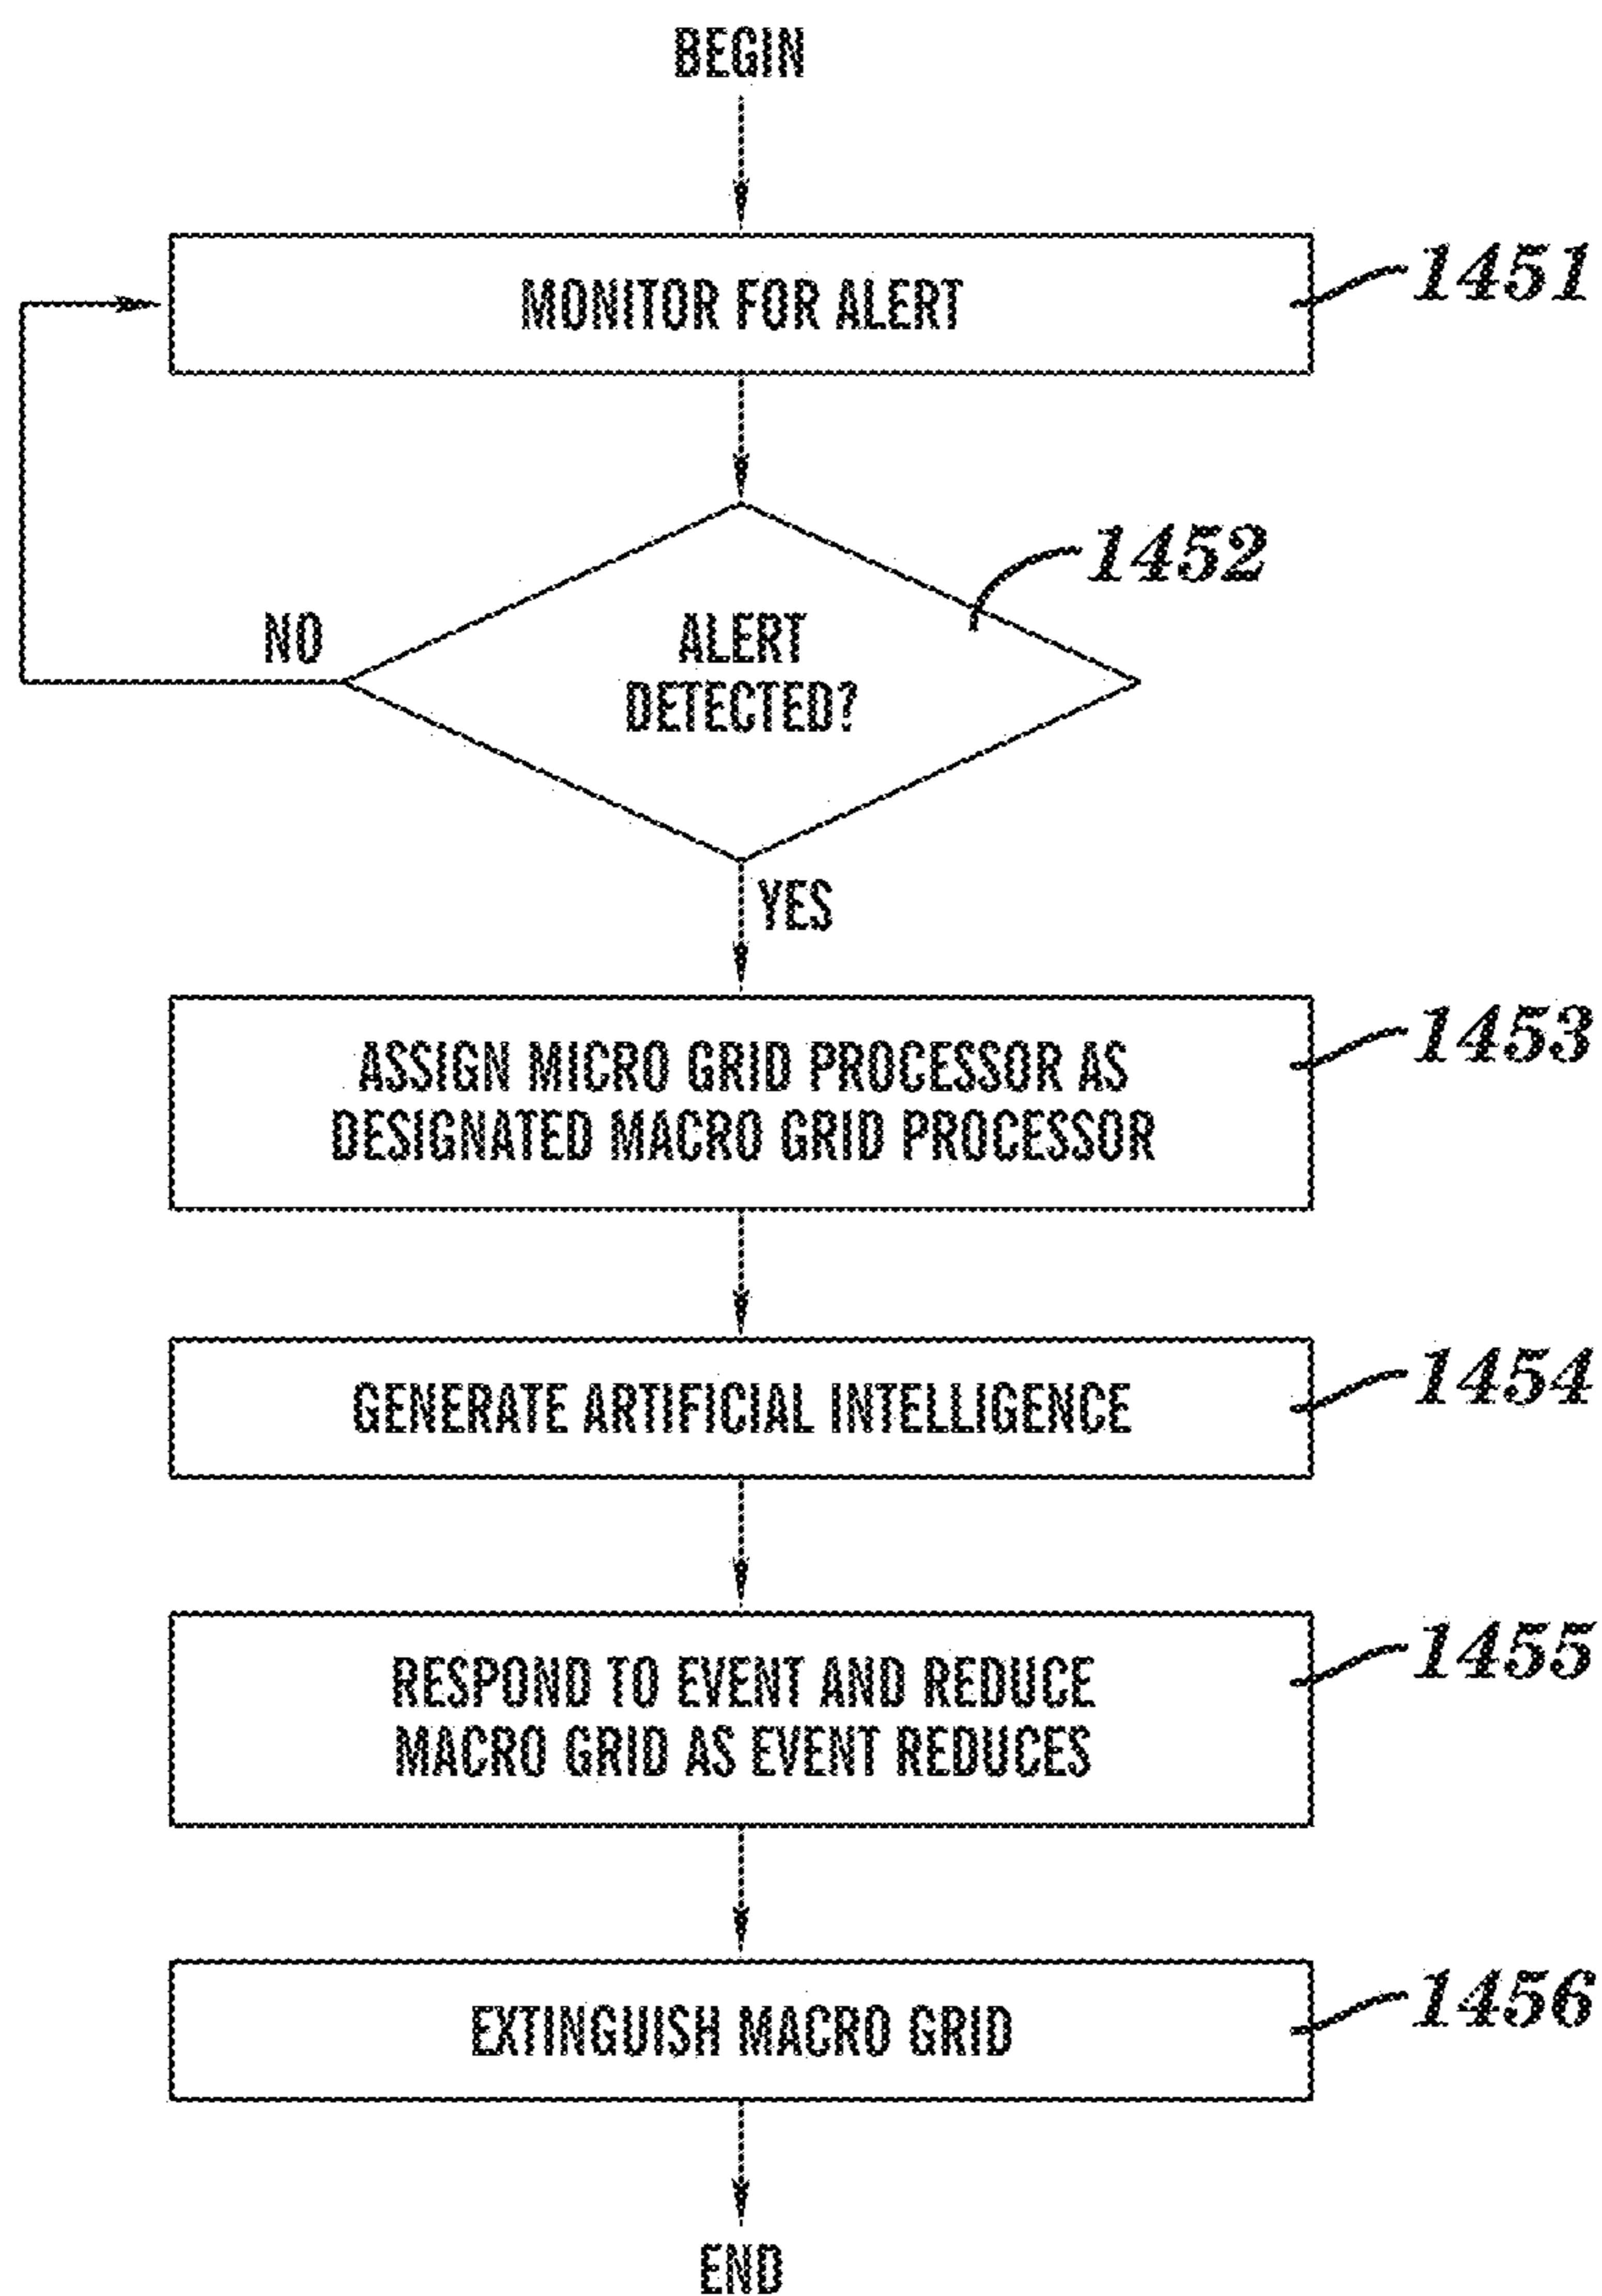 BEGIN
MONITOR FOR ALERT
1451
ALERT
DETECTED?
1452
NO
YES
ASSIGN MICRO GRID PROCESSOR AS
DESIGNATED MACRO GRID PROCESSOR
1453
GENERATE ARTIFICIAL INTELLIGENCE
1454
RESPOND TO EVENT AND REDUCE
MACRO GRID AS EVENT REDUCES
1455
EXTINGUISH MACRO GRID
1456
END